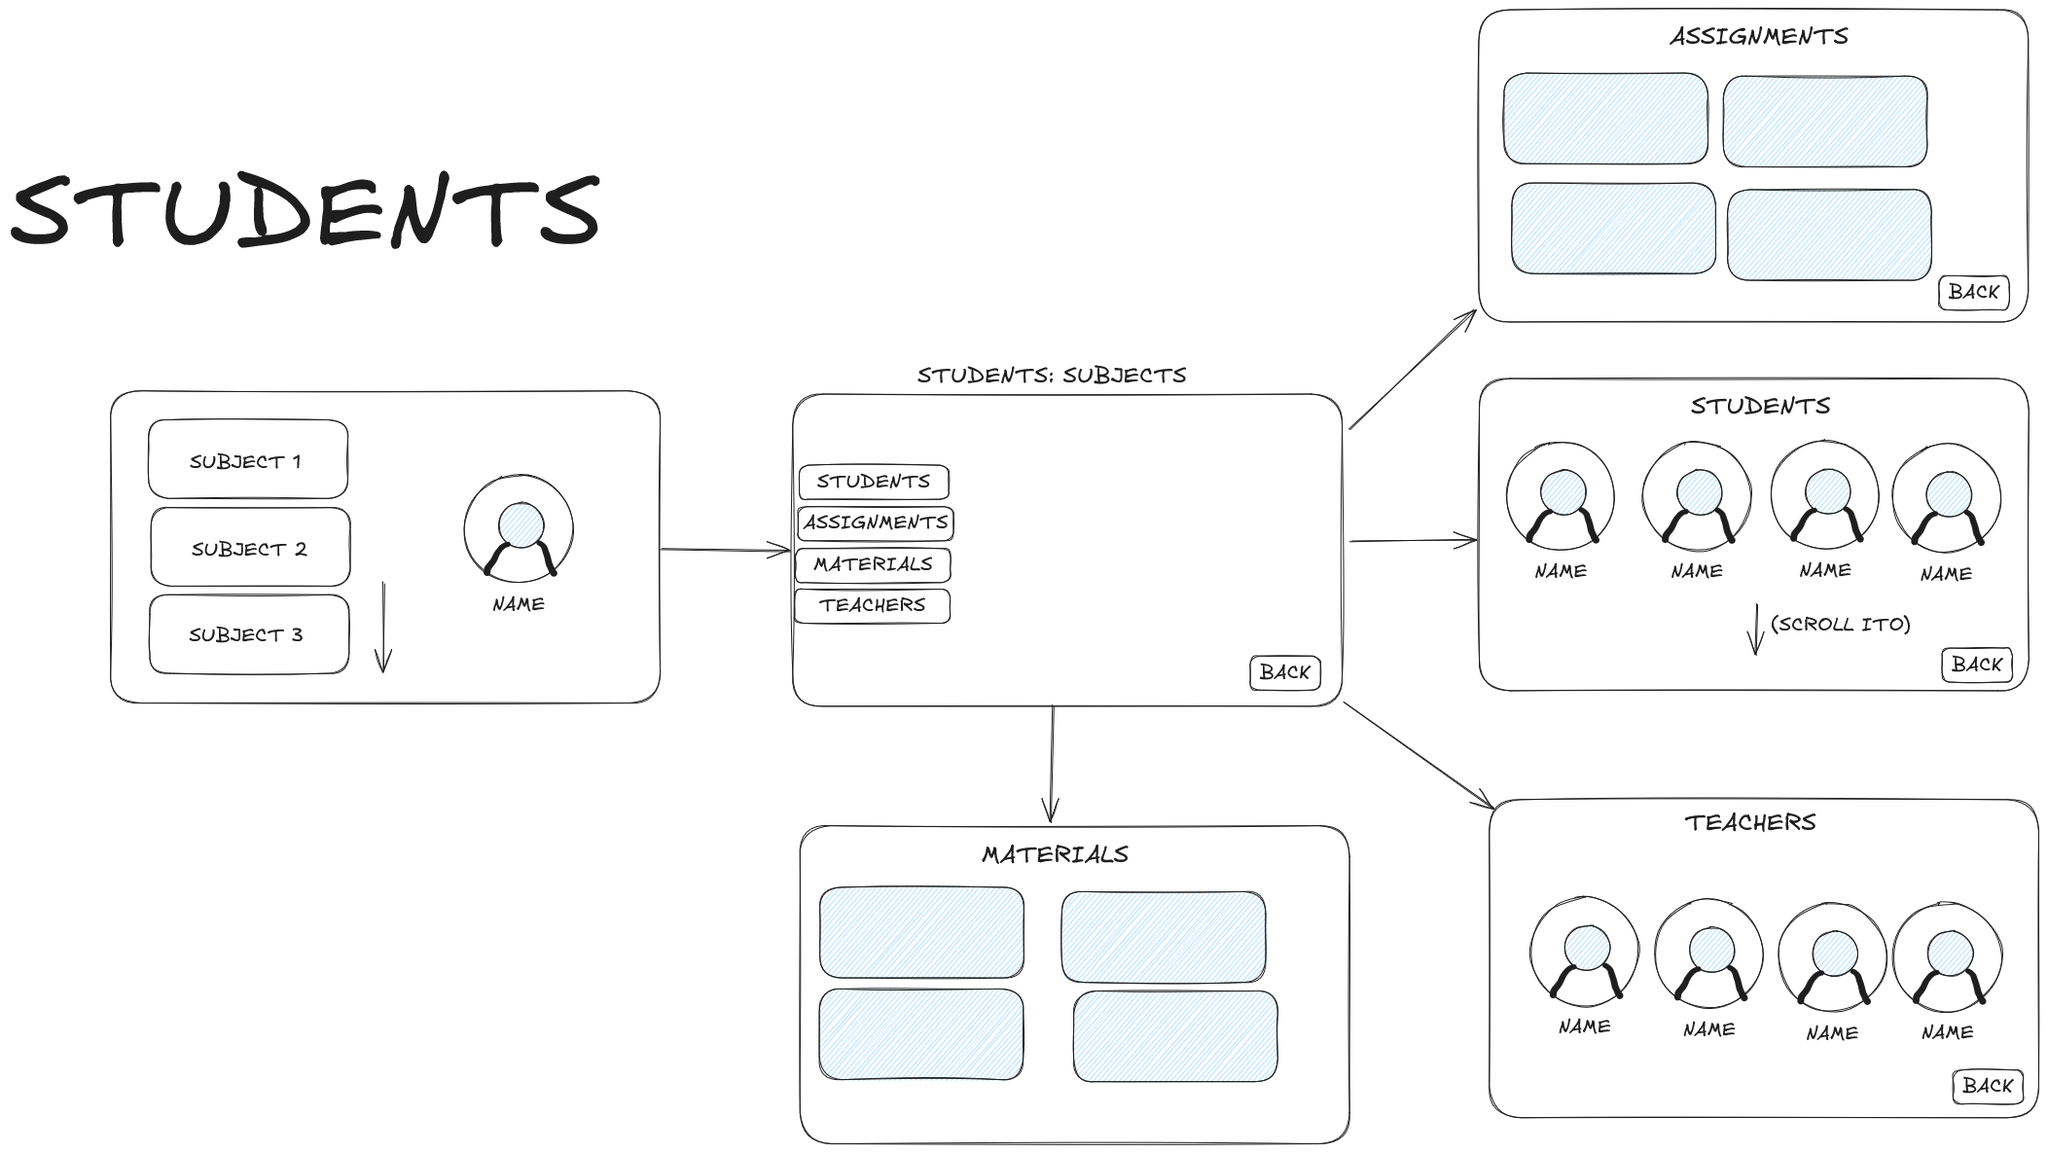 STUDENTS
SUBJECT 1
SUBJECT 2
SUBJECT 3
NAME
STUDENTS: SUBJECTS
STUDENTS
ASSIGNMENTS
MATERIALS
TEACHERS
BACK
ASSIGNMENTS
BACK
STUDENTS
NAME NAME NAME NAME
(SCROLL ITO)
BACK
MATERIALS
TEACHERS
NAME NAME NAME NAME
BACK